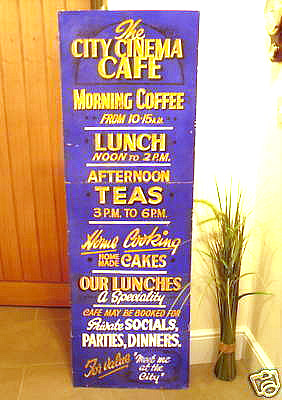 The
CITY CINEMA
CAFE
MORNING COFFEE
FROM 10-15 A.M.
LUNCH
NOON TO 2 P.M.
AFTERNOON
TEAS
3 P.M. TO 6 P.M.
Home Cooking
HOME MADE CAKES
OUR LUNCHES
A Speciality
CAFE MAY BE BOOKED FOR
Private SOCIALS,
PARTIES, DINNERS.
For value "Meet me
at the
City"